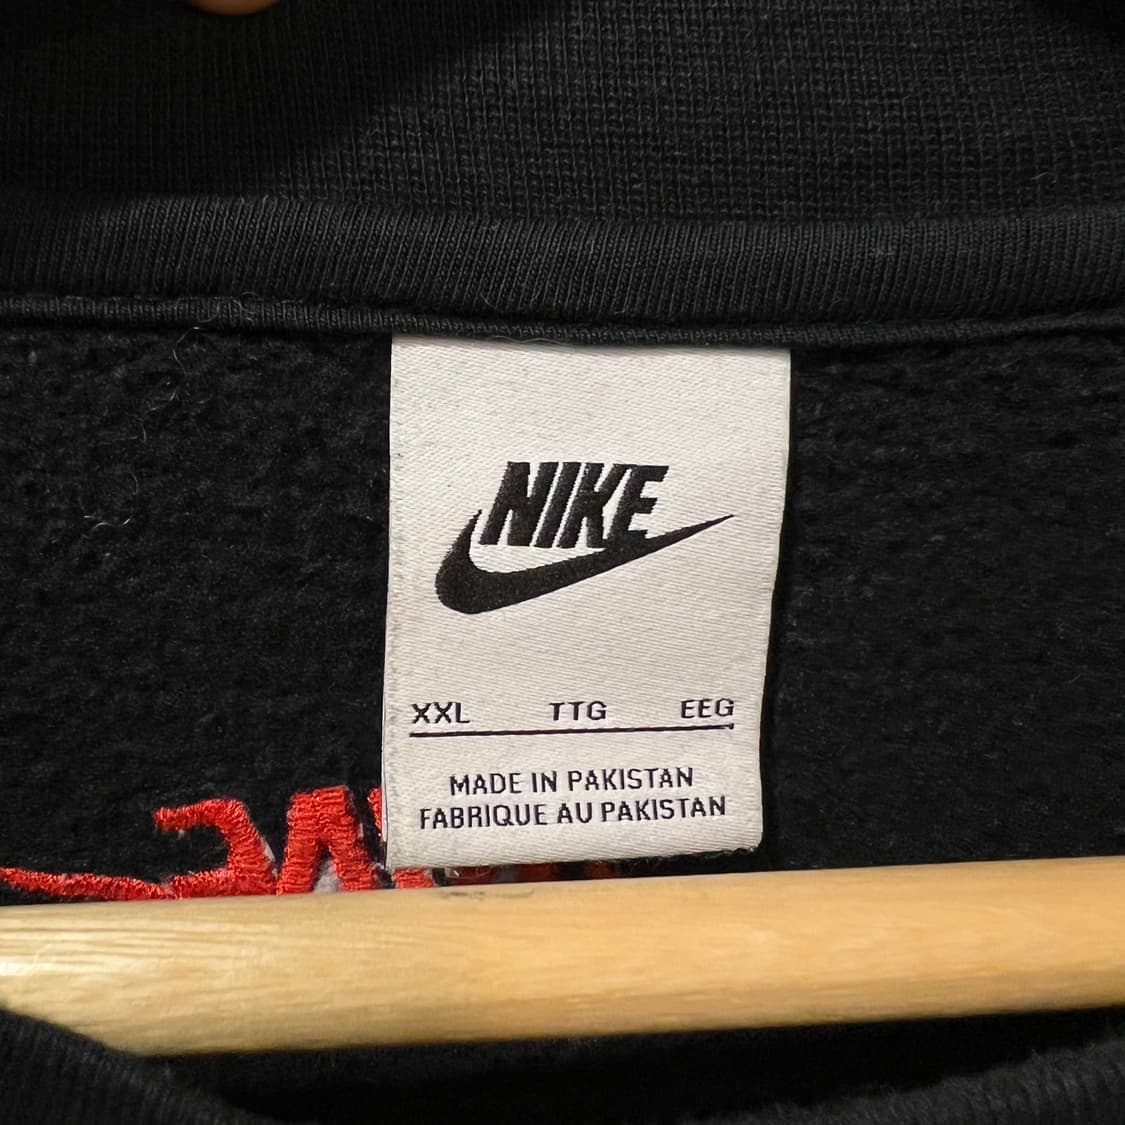 NIKE
XXL TTG EEG
MADE IN PAKISTAN
FABRIQUE AU PAKISTAN